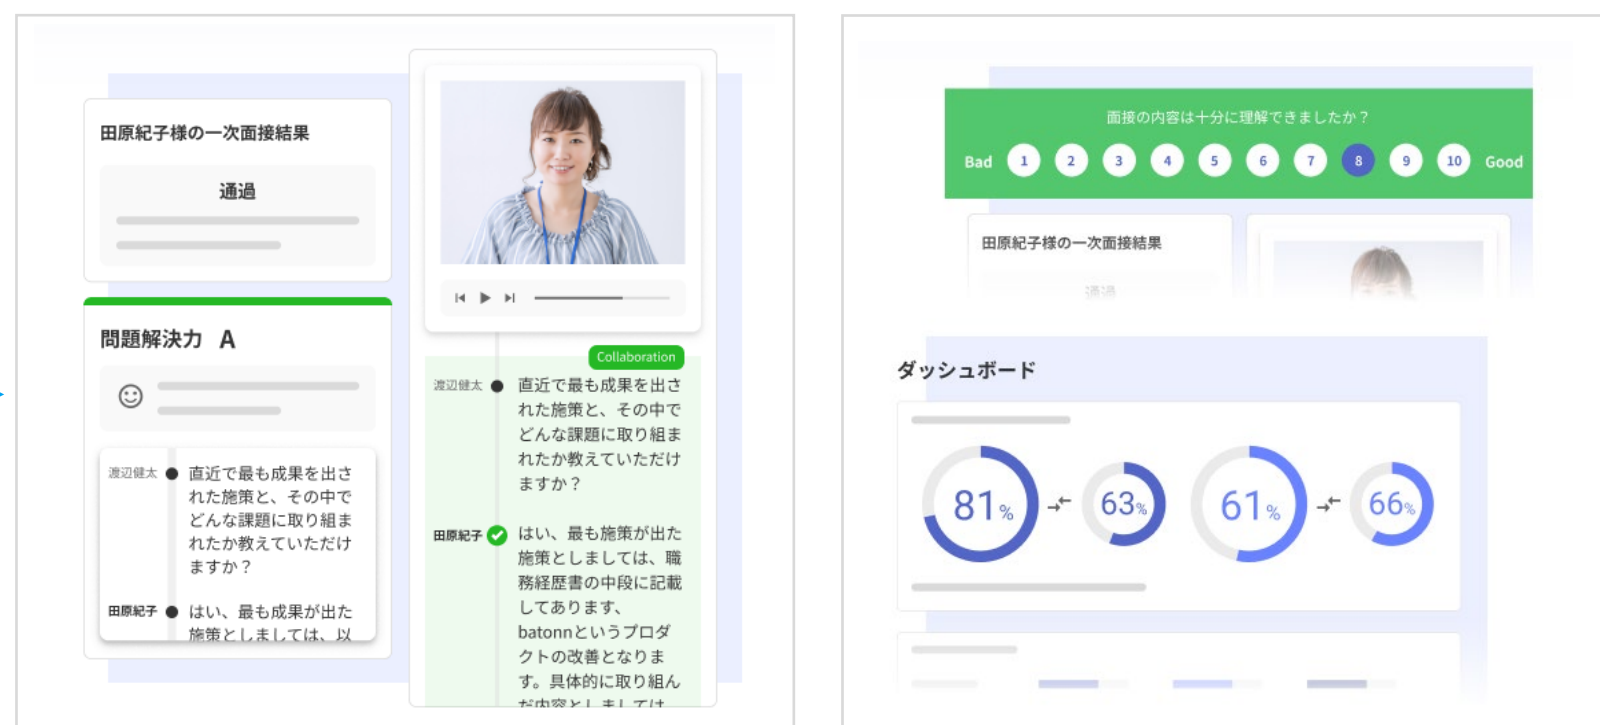 田原紀子様の一次面接結果
通過
問題解決力 A
渡辺健太
直近で最も成果を出さ
れた施策と、その中で
どんな課題に取り組ま
れたか教えていただけ
ますか？
田原紀子
はい、最も成果が出た
施策としましては、以
Collaboration
渡辺健太
直近で最も成果を出さ
れた施策と、その中で
どんな課題に取り組ま
れたか教えていただけ
ますか？
田原紀子
はい、最も施策が出た
施策としましては、職
務経歴書の中段に記載
してあります、
batonnというプロダ
クトの改善となりま
す。具体的に取り組ん
だ内容としましては
面接の内容は十分に理解できましたか？
Bad 1 2 3 4 5 6 7 8 9 10 Good
田原紀子様の一次面接結果
通過
ダッシュボード
81% 63% 61% 66%